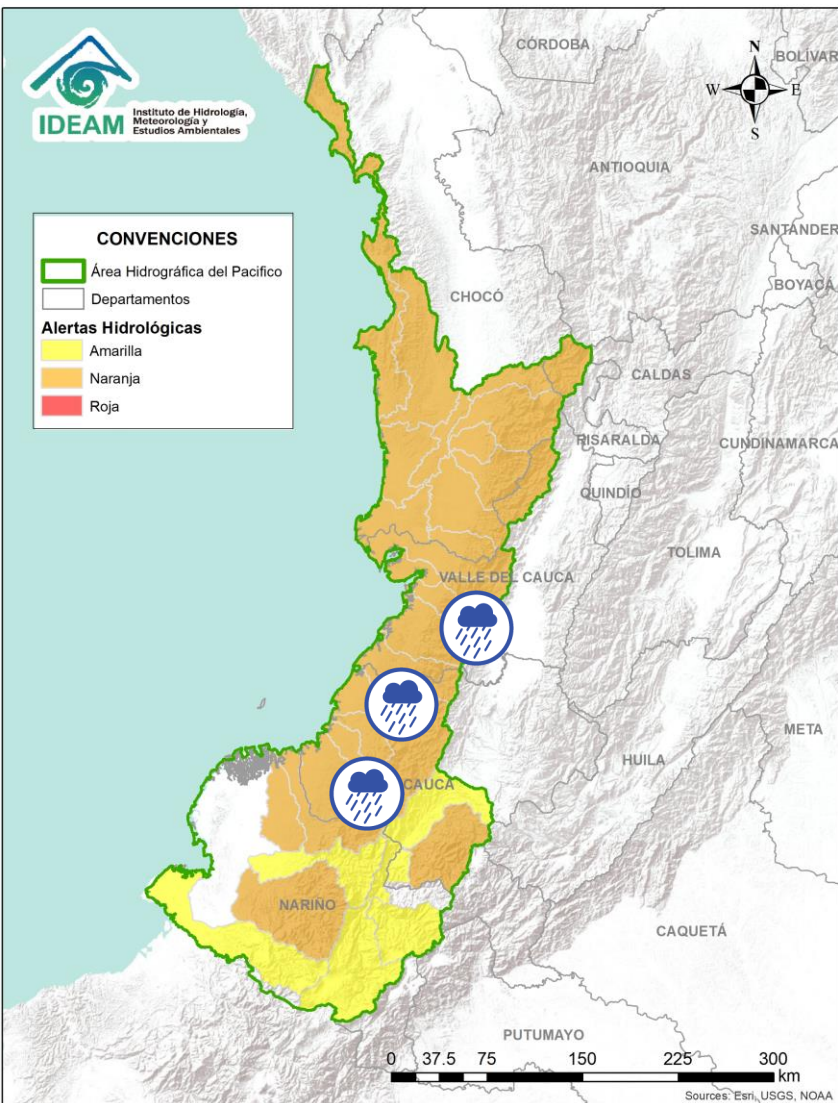 IDEAM
Instituto de Hidrología,
Meteorología y
Estudios Ambientales
CÓRDOBA
BOLÍVAR
N
W
E
S
ANTIOQUIA
SANTANDER
BOYACÁ
CONVENCIONES
Área Hidrográfica del Pacifico
Departamentos
Alertas Hidrológicas
Amarilla
Naranja
Roja
CHOCÓ
CALDAS
RISARALDA
CUNDINAMARCA
QUINDÍO
TOLIMA
VALLE DEL CAUCA
META
HUILA
CAUCA
NARIÑO
CAQUETÁ
PUTUMAYO
0 37.5 75 150 225 300
km
Sources: Esri, USGS, NOAA